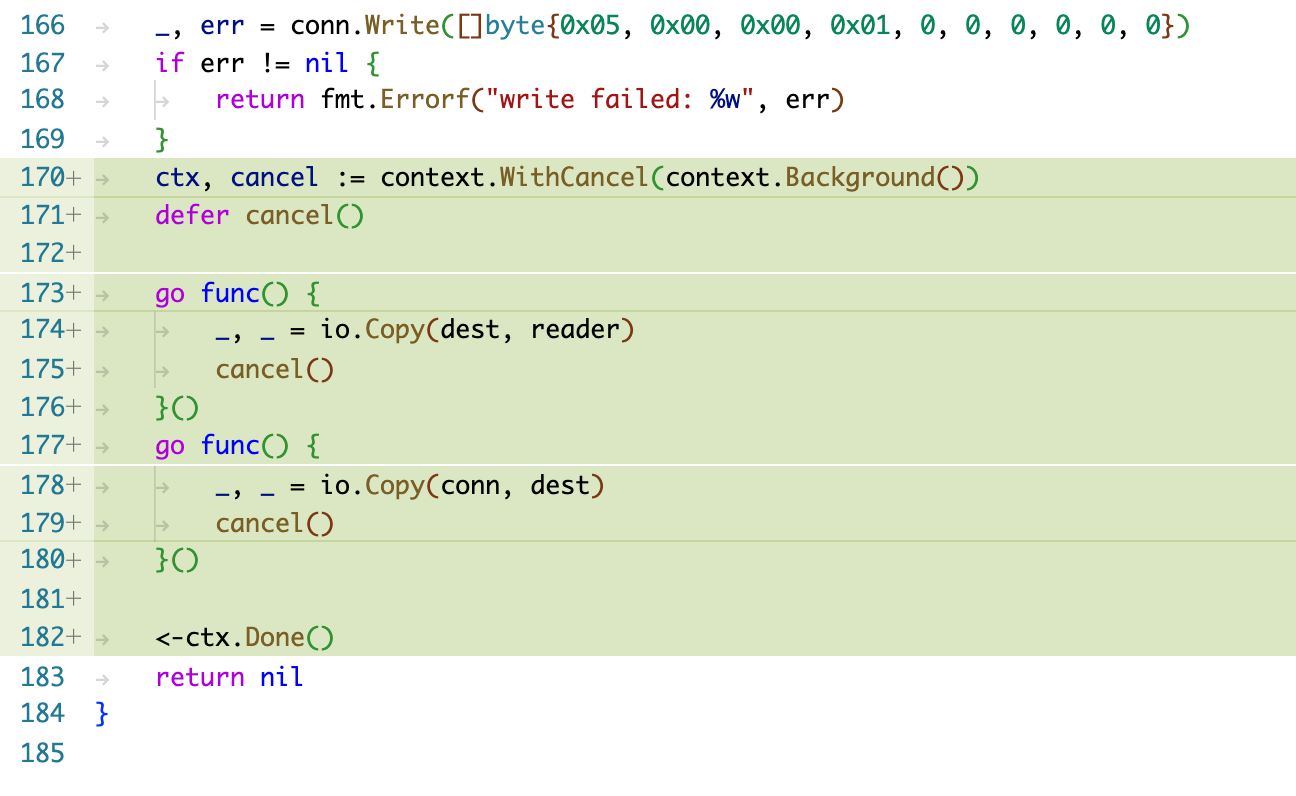 166 → _, err = conn.Write([]byte{0x05, 0x00, 0x00, 0x01, 0, 0, 0, 0, 0, 0})
167 → if err != nil {
168 → → return fmt.Errorf("write failed: %w", err)
169 → }
170+ → ctx, cancel := context.WithCancel(context.Background())
171+ → defer cancel()
172+
173+ → go func() {
174+ → → _, _ = io.Copy(dest, reader)
175+ → → cancel()
176+ → }()
177+ → go func() {
178+ → → _, _ = io.Copy(conn, dest)
179+ → → cancel()
180+ → }()
181+
182+ → <-ctx.Done()
183 → return nil
184 }
185